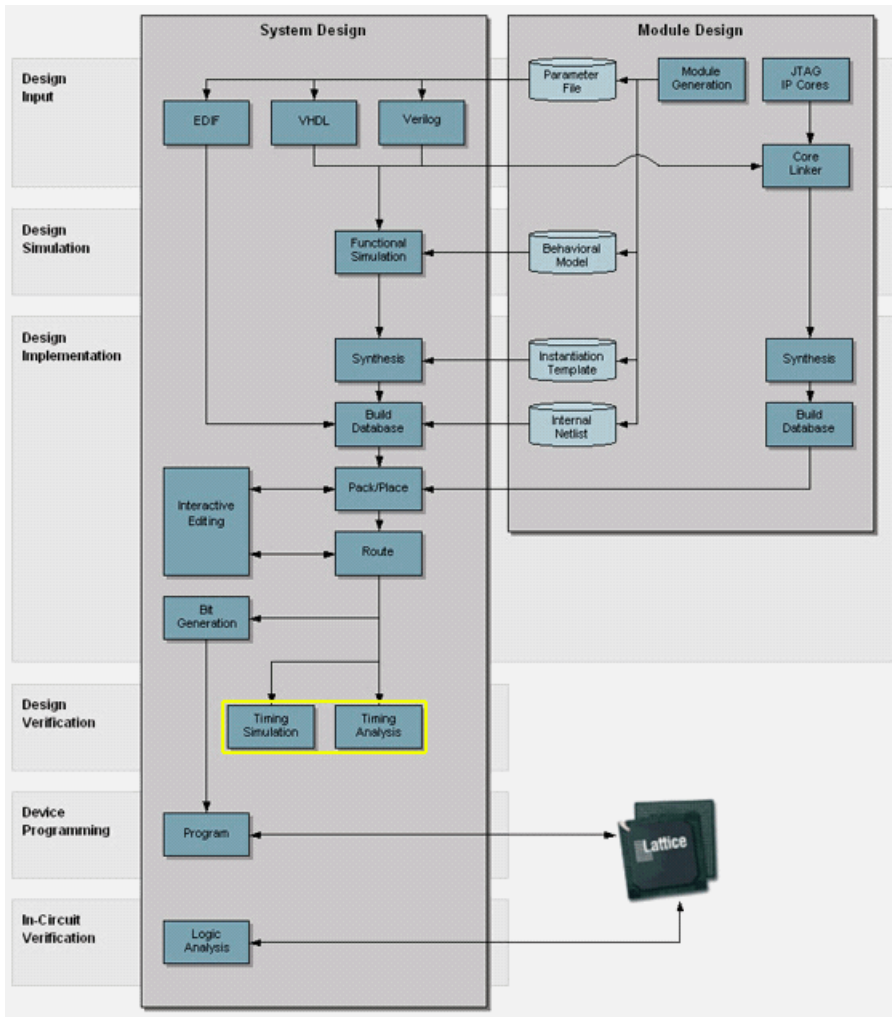 System Design
Module Design
Design
Input
Parameter
File
Module
Generation
JTAG
IP Cores
EDIF
VHDL
Verilog
Core
Linker
Design
Simulation
Functional
Simulation
Behavioral
Model
Design
Implementation
Synthesis
Instantiation
Template
Synthesis
Build
Database
Internal
Netlist
Build
Database
Interactive
Editing
Pack/Place
Route
Bit
Generation
Design
Verification
Timing
Simulation
Timing
Analysis
Device
Programming
Program
Lattice
In-Circuit
Verification
Logic
Analysis